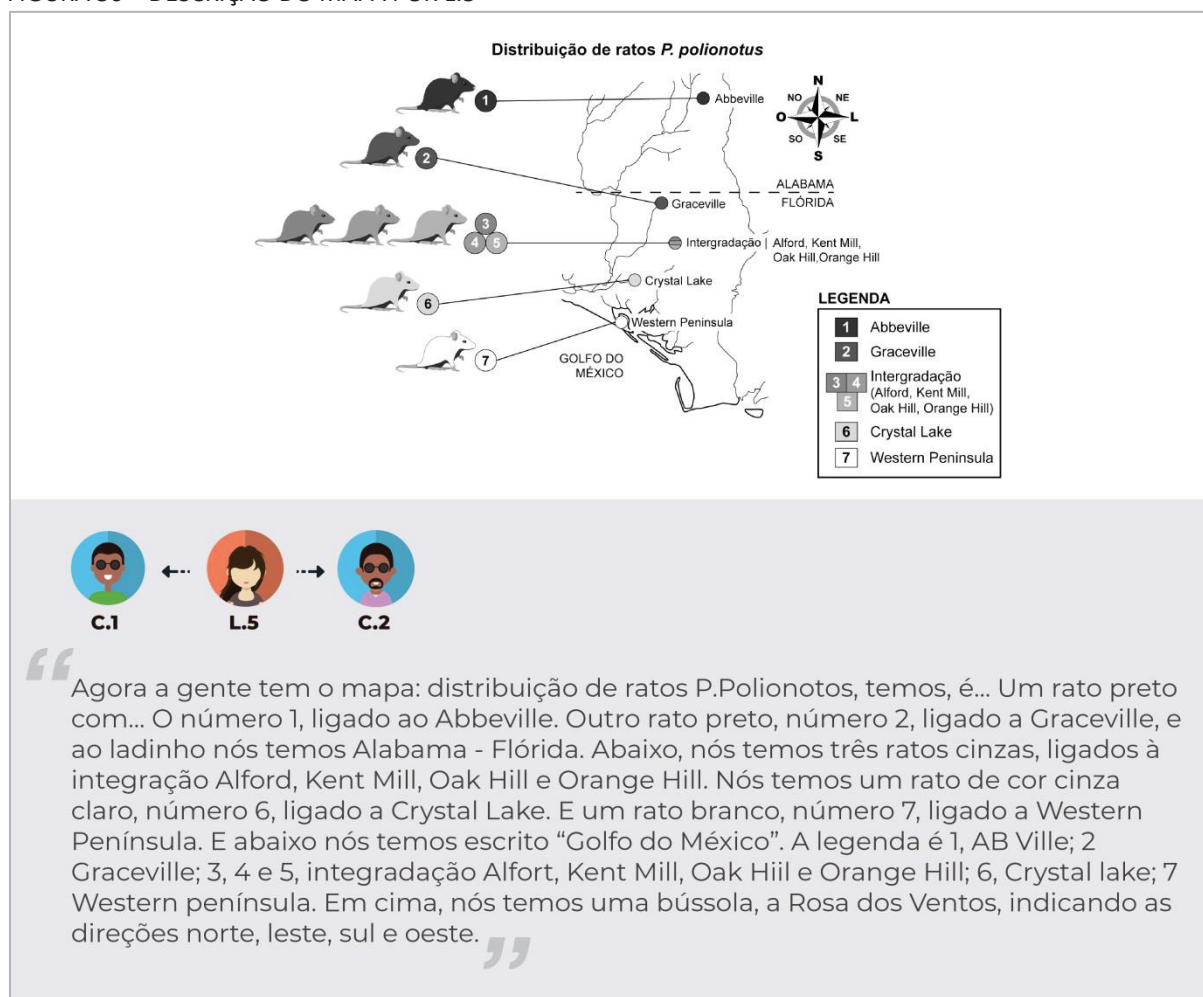 Distribuição de ratos P. polionotus
N
NO NE
O L
SO SE
S
1
Abbeville
2
ALABAMA
FLÓRIDA
Graceville
3
4 5
Intergradação | Alford, Kent Mill,
Oak Hill,Orange Hill
Crystal Lake
6
Western Peninsula
7
GOLFO DO
MÉXICO
LEGENDA
1 Abbeville
2 Graceville
3 4 Intergradação
5 (Alford, Kent Mill,
Oak Hill, Orange Hill)
6 Crystal Lake
7 Western Peninsula
C.1 L.5 C.2
“
Agora a gente tem o mapa: distribuição de ratos P.Polionotos, temos, é... Um rato preto
com... O número 1, ligado ao Abbeville. Outro rato preto, número 2, ligado a Graceville, e
ao ladinho nós temos Alabama - Flórida. Abaixo, nós temos três ratos cinzas, ligados à
integração Alford, Kent Mill, Oak Hill e Orange Hill. Nós temos um rato de cor cinza
claro, número 6, ligado a Crystal Lake. E um rato branco, número 7, ligado a Western
Península. E abaixo nós temos escrito “Golfo do México”. A legenda é 1, AB Ville; 2
Graceville; 3, 4 e 5, integradação Alfort, Kent Mill, Oak Hiil e Orange Hill; 6, Crystal lake; 7
Western península. Em cima, nós temos uma bússola, a Rosa dos Ventos, indicando as
direções norte, leste, sul e oeste.
”